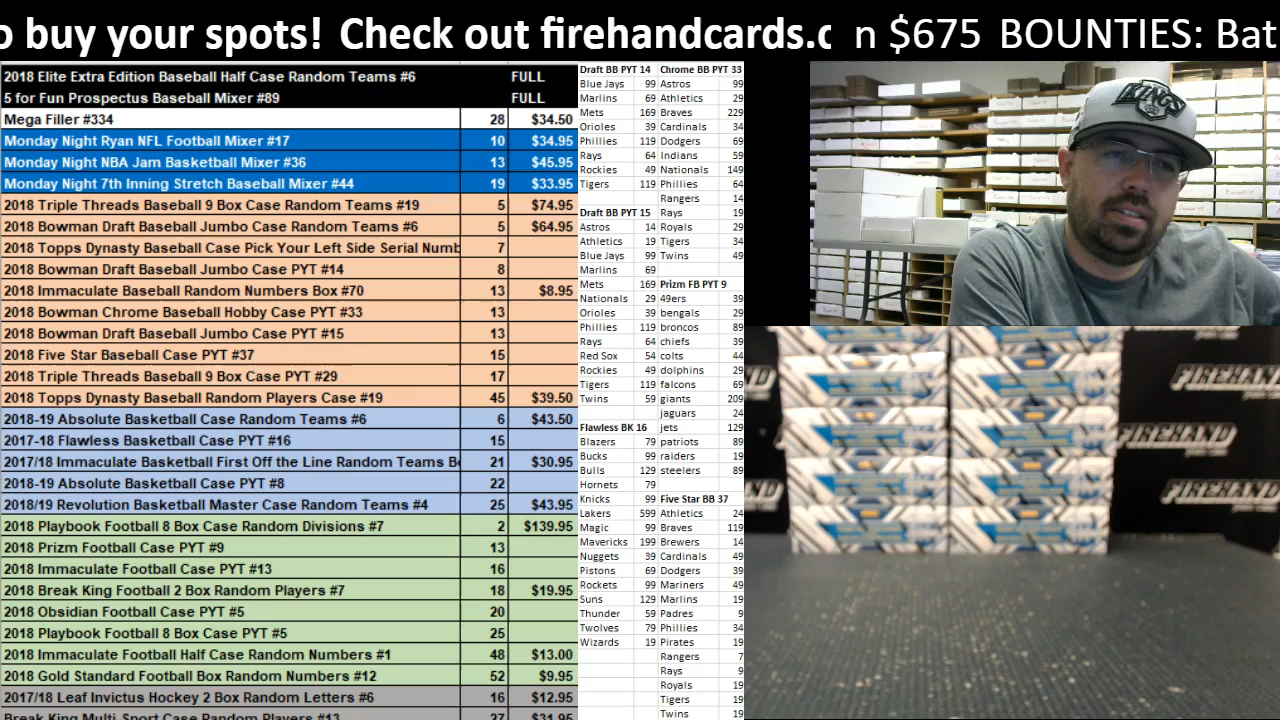 o buy your spots! Check out firehandcards.c n $675 BOUNTIES: Bat
2018 Elite Extra Edition Baseball Half Case Random Teams #6 FULL
5 for Fun Prospectus Baseball Mixer #89 FULL
Mega Filler #334 28 $34.50
Monday Night Ryan NFL Football Mixer #17 10 $34.95
Monday Night NBA Jam Basketball Mixer #36 13 $45.95
Monday Night 7th Inning Stretch Baseball Mixer #44 19 $33.95
2018 Triple Threads Baseball 9 Box Case Random Teams #19 5 $74.95
2018 Bowman Draft Baseball Jumbo Case Random Teams #6 5 $64.95
2018 Topps Dynasty Baseball Case Pick Your Left Side Serial Numb 7
2018 Bowman Draft Baseball Jumbo Case PYT #14 8
2018 Immaculate Baseball Random Numbers Box #70 13 $8.95
2018 Bowman Chrome Baseball Hobby Case PYT #33 13
2018 Bowman Draft Baseball Jumbo Case PYT #15 13
2018 Five Star Baseball Case PYT #37 15
2018 Triple Threads Baseball 9 Box Case PYT #29 17
2018 Topps Dynasty Baseball Random Players Case #19 45 $39.50
2018-19 Absolute Basketball Case Random Teams #6 6 $43.50
2017-18 Flawless Basketball Case PYT #16 15
2017/18 Immaculate Basketball First Off the Line Random Teams B 21 $30.95
2018-19 Absolute Basketball Case PYT #8 22
2018/19 Revolution Basketball Master Case Random Teams #4 25 $43.95
2018 Playbook Football 8 Box Case Random Divisions #7 2 $139.95
2018 Prizm Football Case PYT #9 13
2018 Immaculate Football Case PYT #13 16
2018 Break King Football 2 Box Random Players #7 18 $19.95
2018 Obsidian Football Case PYT #5 20
2018 Playbook Football 8 Box Case PYT #5 25
2018 Immaculate Football Half Case Random Numbers #1 48 $13.00
2018 Gold Standard Football Box Random Numbers #12 52 $9.95
2017/18 Leaf Invictus Hockey 2 Box Random Letters #6 16 $12.95
Break King Multi-Sport Case Random Players #13 27 $31.95
Draft BB PYT 14
Blue Jays 99
Marlins 69
Mets 169
Orioles 39
Phillies 119
Rays 64
Rockies 49
Tigers 119
Draft BB PYT 15
Astros 14
Athletics 19
Blue Jays 99
Marlins 69
Mets 169
Nationals 29
Orioles 39
Phillies 119
Rays 64
Red Sox 54
Rockies 49
Tigers 119
Twins 59
Flawless BK 16
Blazers 79
Bucks 99
Bulls 129
Hornets 79
Knicks 99
Lakers 599
Magic 99
Mavericks 199
Nuggets 39
Pistons 69
Rockets 99
Suns 129
Thunder 59
Twolves 79
Wizards 19
Chrome BB PYT 33
Astros 99
Athletics 29
Braves 229
Cardinals 34
Dodgers 69
Indians 59
Nationals 149
Phillies 64
Rangers 14
Rays 19
Royals 29
Tigers 34
Twins 49
Prizm FB PYT 9
49ers 39
bengals 29
broncos 89
chiefs 39
colts 44
dolphins 29
falcons 69
giants 209
jaguars 24
jets 129
patriots 89
raiders 19
steelers 89
Five Star BB 37
Athletics 24
Braves 119
Brewers 14
Cardinals 49
Dodgers 39
Mariners 49
Marlins 19
Padres 9
Phillies 34
Pirates 19
Rangers 7
Rays 9
Royals 19
Tigers 19
Twins 19
KINGS
FIREHAND
HAND
FIREHAND
HAND
FIREHAND